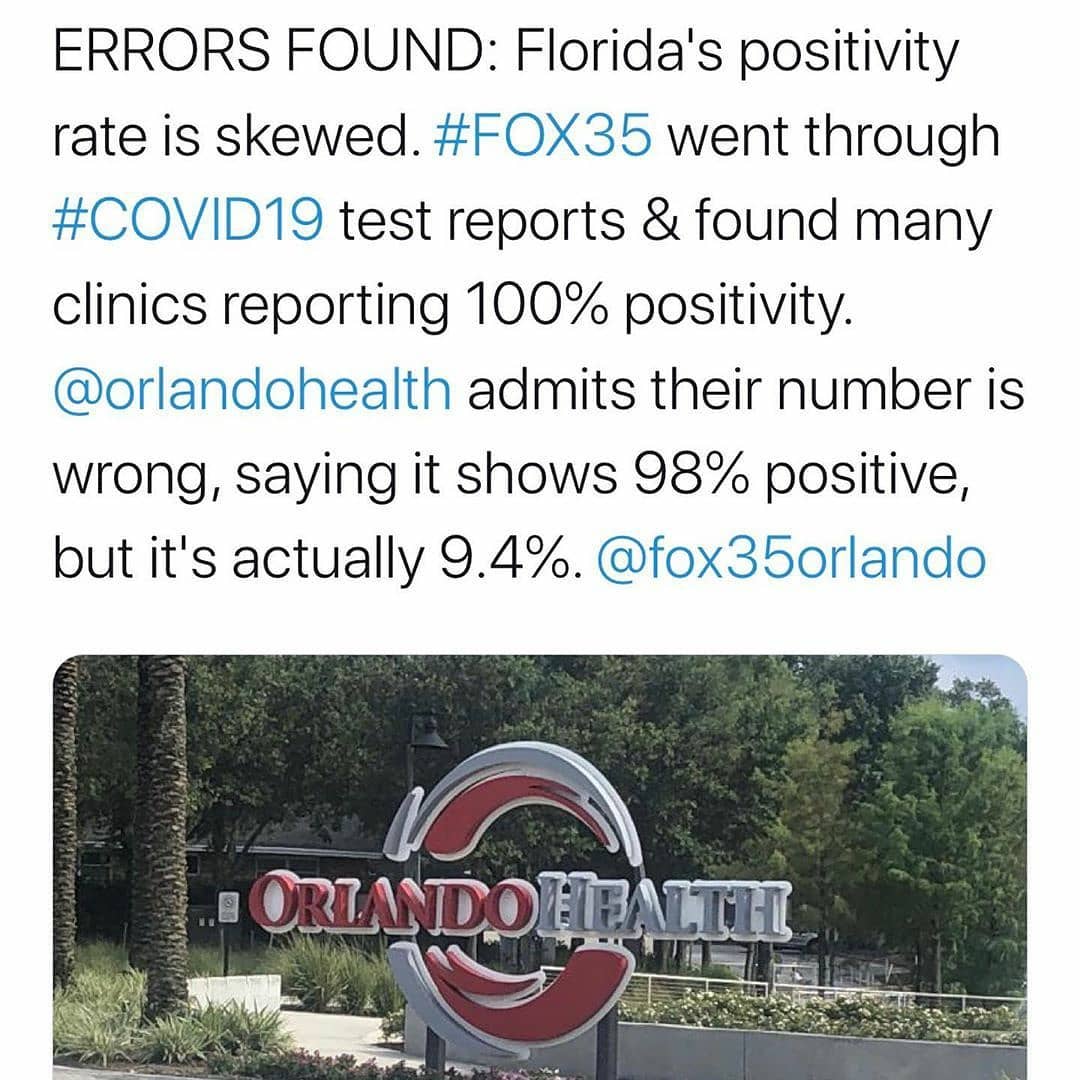 ERRORS FOUND: Florida's positivity
rate is skewed. #FOX35 went through
#COVID19 test reports & found many
clinics reporting 100% positivity.
@orlandohealth admits their number is
wrong, saying it shows 98% positive,
but it's actually 9.4%. @fox35orlando
ORLANDO HEALTH